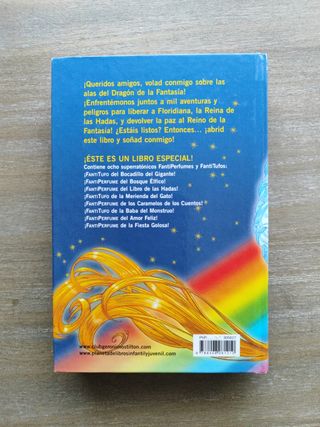 ¡Queridos amigos, volad conmigo sobre las
alas del Dragón de la Fantasía!
¡Enfrentémonos juntos a mil aventuras y
peligros para liberar a Floridiana, la Reina de
las Hadas, y devolver la paz al Reino de la
Fantasía! ¿Estáis listos? Entonces... ¡abrid
este libro y soñad conmigo!
¡ÉSTE ES UN LIBRO ESPECIAL!
Contiene ocho superratónicos FantiPerfumes y FantiTufos:
¡FantiTufo del Bocadillo del Gigante!
¡FantiPerfume del Bosque Élfico!
¡FantiPerfume del Libro de las Hadas!
¡FantiTufo de la Merienda del Gato!
¡FantiPerfume de los Caramelos de los Cuentos!
¡FantiTufo de la Baba del Monstruo!
¡FantiPerfume del Amor Feliz!
¡FantiPerfume de la Fiesta Golosa!
www.clubgeronimostilton.com
www.planetadelibrosinfantilyjuvenil.com
PVP.